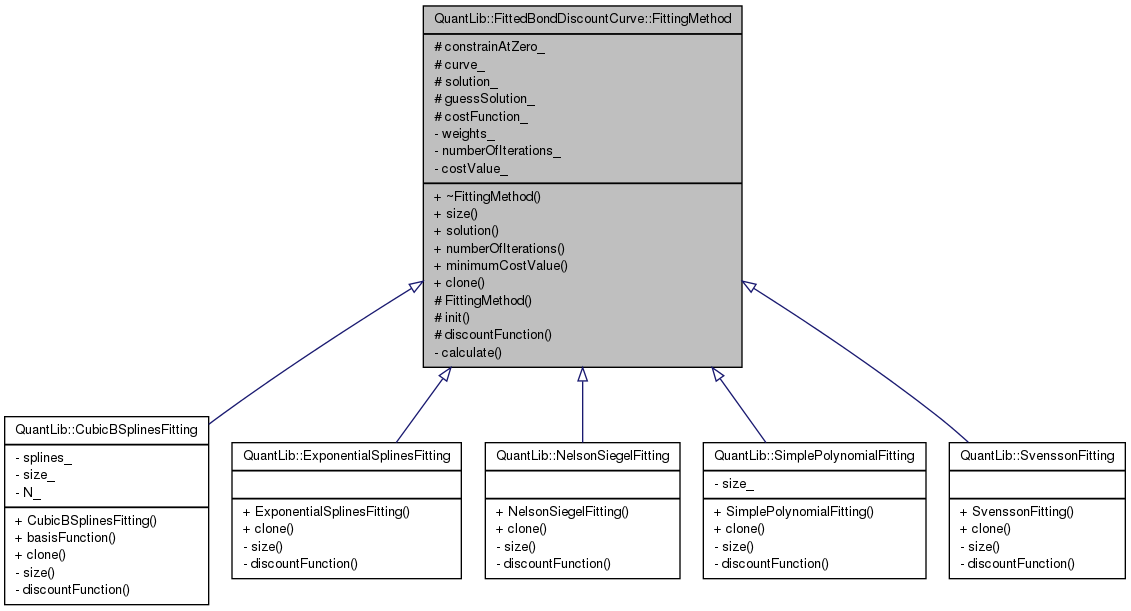 QuantLib::FittedBondDiscountCurve::FittingMethod
# constrainAtZero_
# curve_
# solution_
# guessSolution_
# costFunction_
- weights_
- numberOfIterations_
- costValue_
+ ~FittingMethod()
+ size()
+ solution()
+ numberOfIterations()
+ minimumCostValue()
+ clone()
# FittingMethod()
# init()
# discountFunction()
- calculate()
QuantLib::CubicBSplinesFitting
- splines_
- size_
- N_
+ CubicBSplinesFitting()
+ basisFunction()
+ clone()
- size()
- discountFunction()
QuantLib::ExponentialSplinesFitting
+ ExponentialSplinesFitting()
+ clone()
- size()
- discountFunction()
QuantLib::NelsonSiegelFitting
+ NelsonSiegelFitting()
+ clone()
- size()
- discountFunction()
QuantLib::SimplePolynomialFitting
- size_
+ SimplePolynomialFitting()
+ clone()
- size()
- discountFunction()
QuantLib::SvenssonFitting
+ SvenssonFitting()
+ clone()
- size()
- discountFunction()